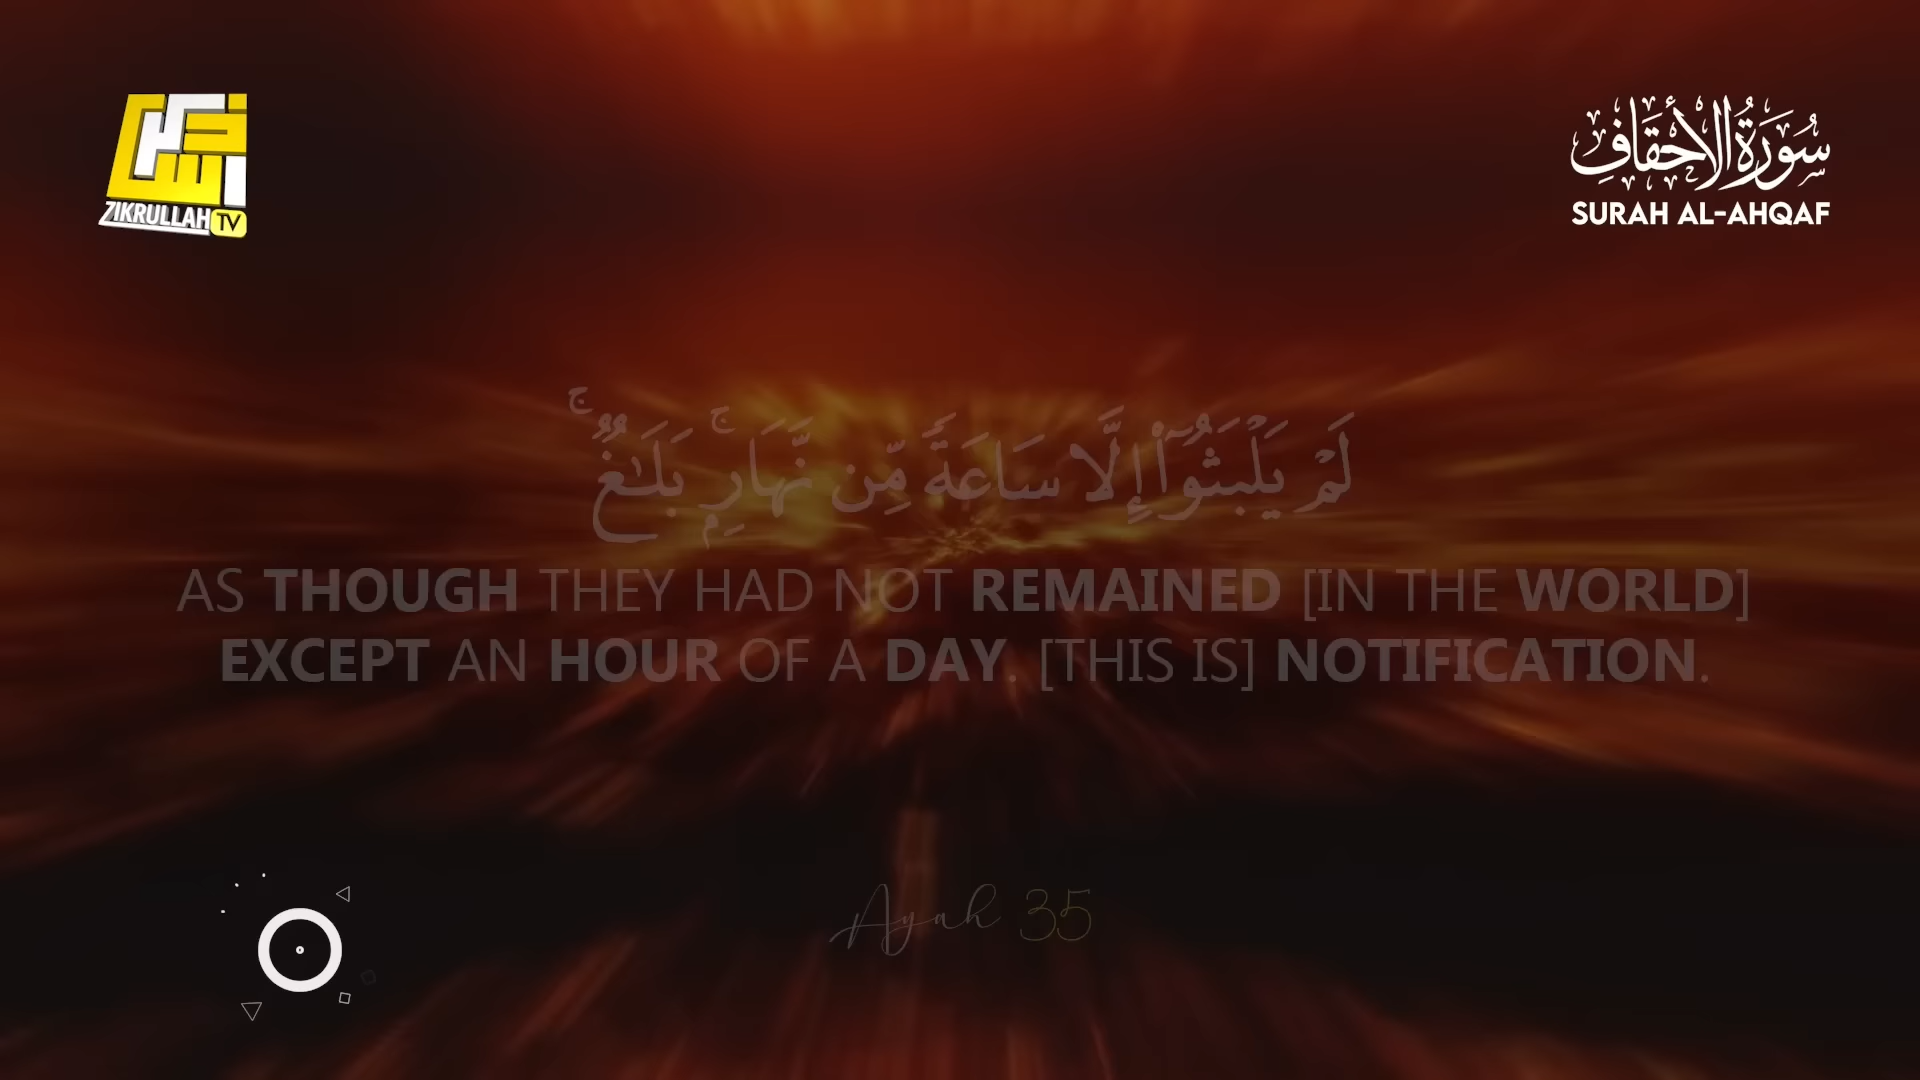 ZIKRULLAH TV
سُورَةُ الأَحْقَافِ
SURAH AL-AHQAF
لَمْ يَلْبَثُوٓا۟ إِلَّا سَاعَةً مِّن نَّهَارٍۭ ۚ بَلَـٰغٌ ۚ
AS THOUGH THEY HAD NOT REMAINED [IN THE WORLD]
EXCEPT AN HOUR OF A DAY. [THIS IS] NOTIFICATION.
Ayah 35